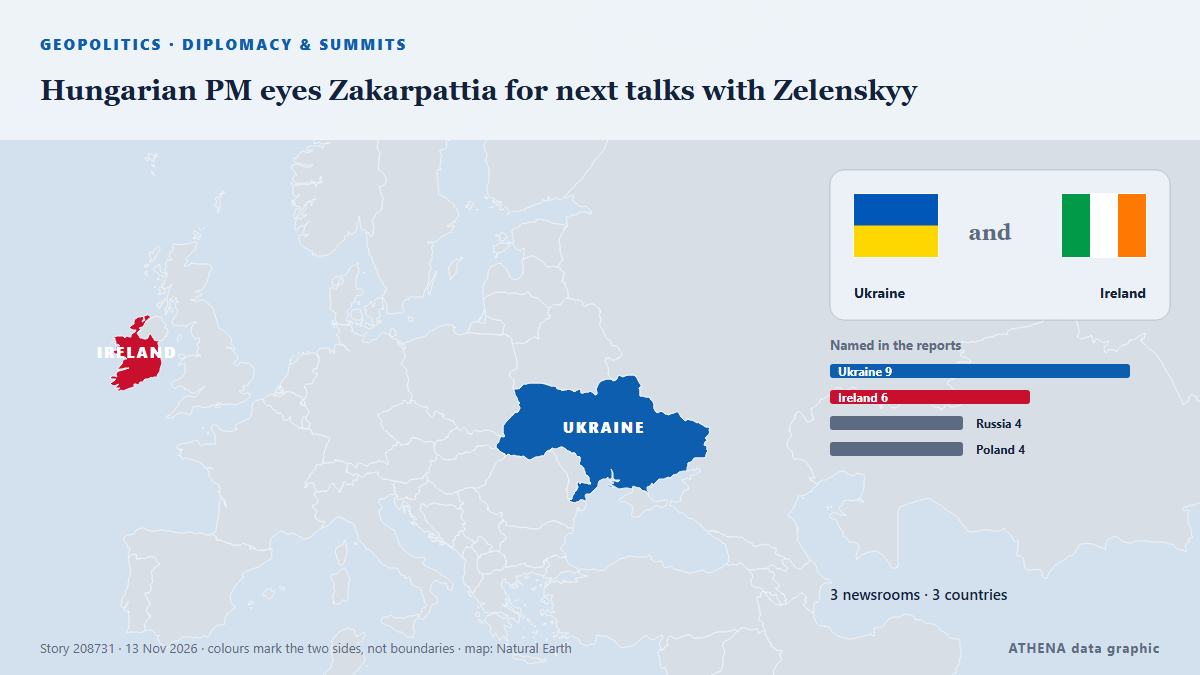 GEOPOLITICS · DIPLOMACY & SUMMITS
Hungarian PM eyes Zakarpattia for next talks with Zelenskyy
and
Ukraine
Ireland
Named in the reports
Ukraine 9
Ireland 6
Russia 4
Poland 4
IRELAND
UKRAINE
3 newsrooms · 3 countries
Story 208731 · 13 Nov 2026 · colours mark the two sides, not boundaries · map: Natural Earth
ATHENA data graphic